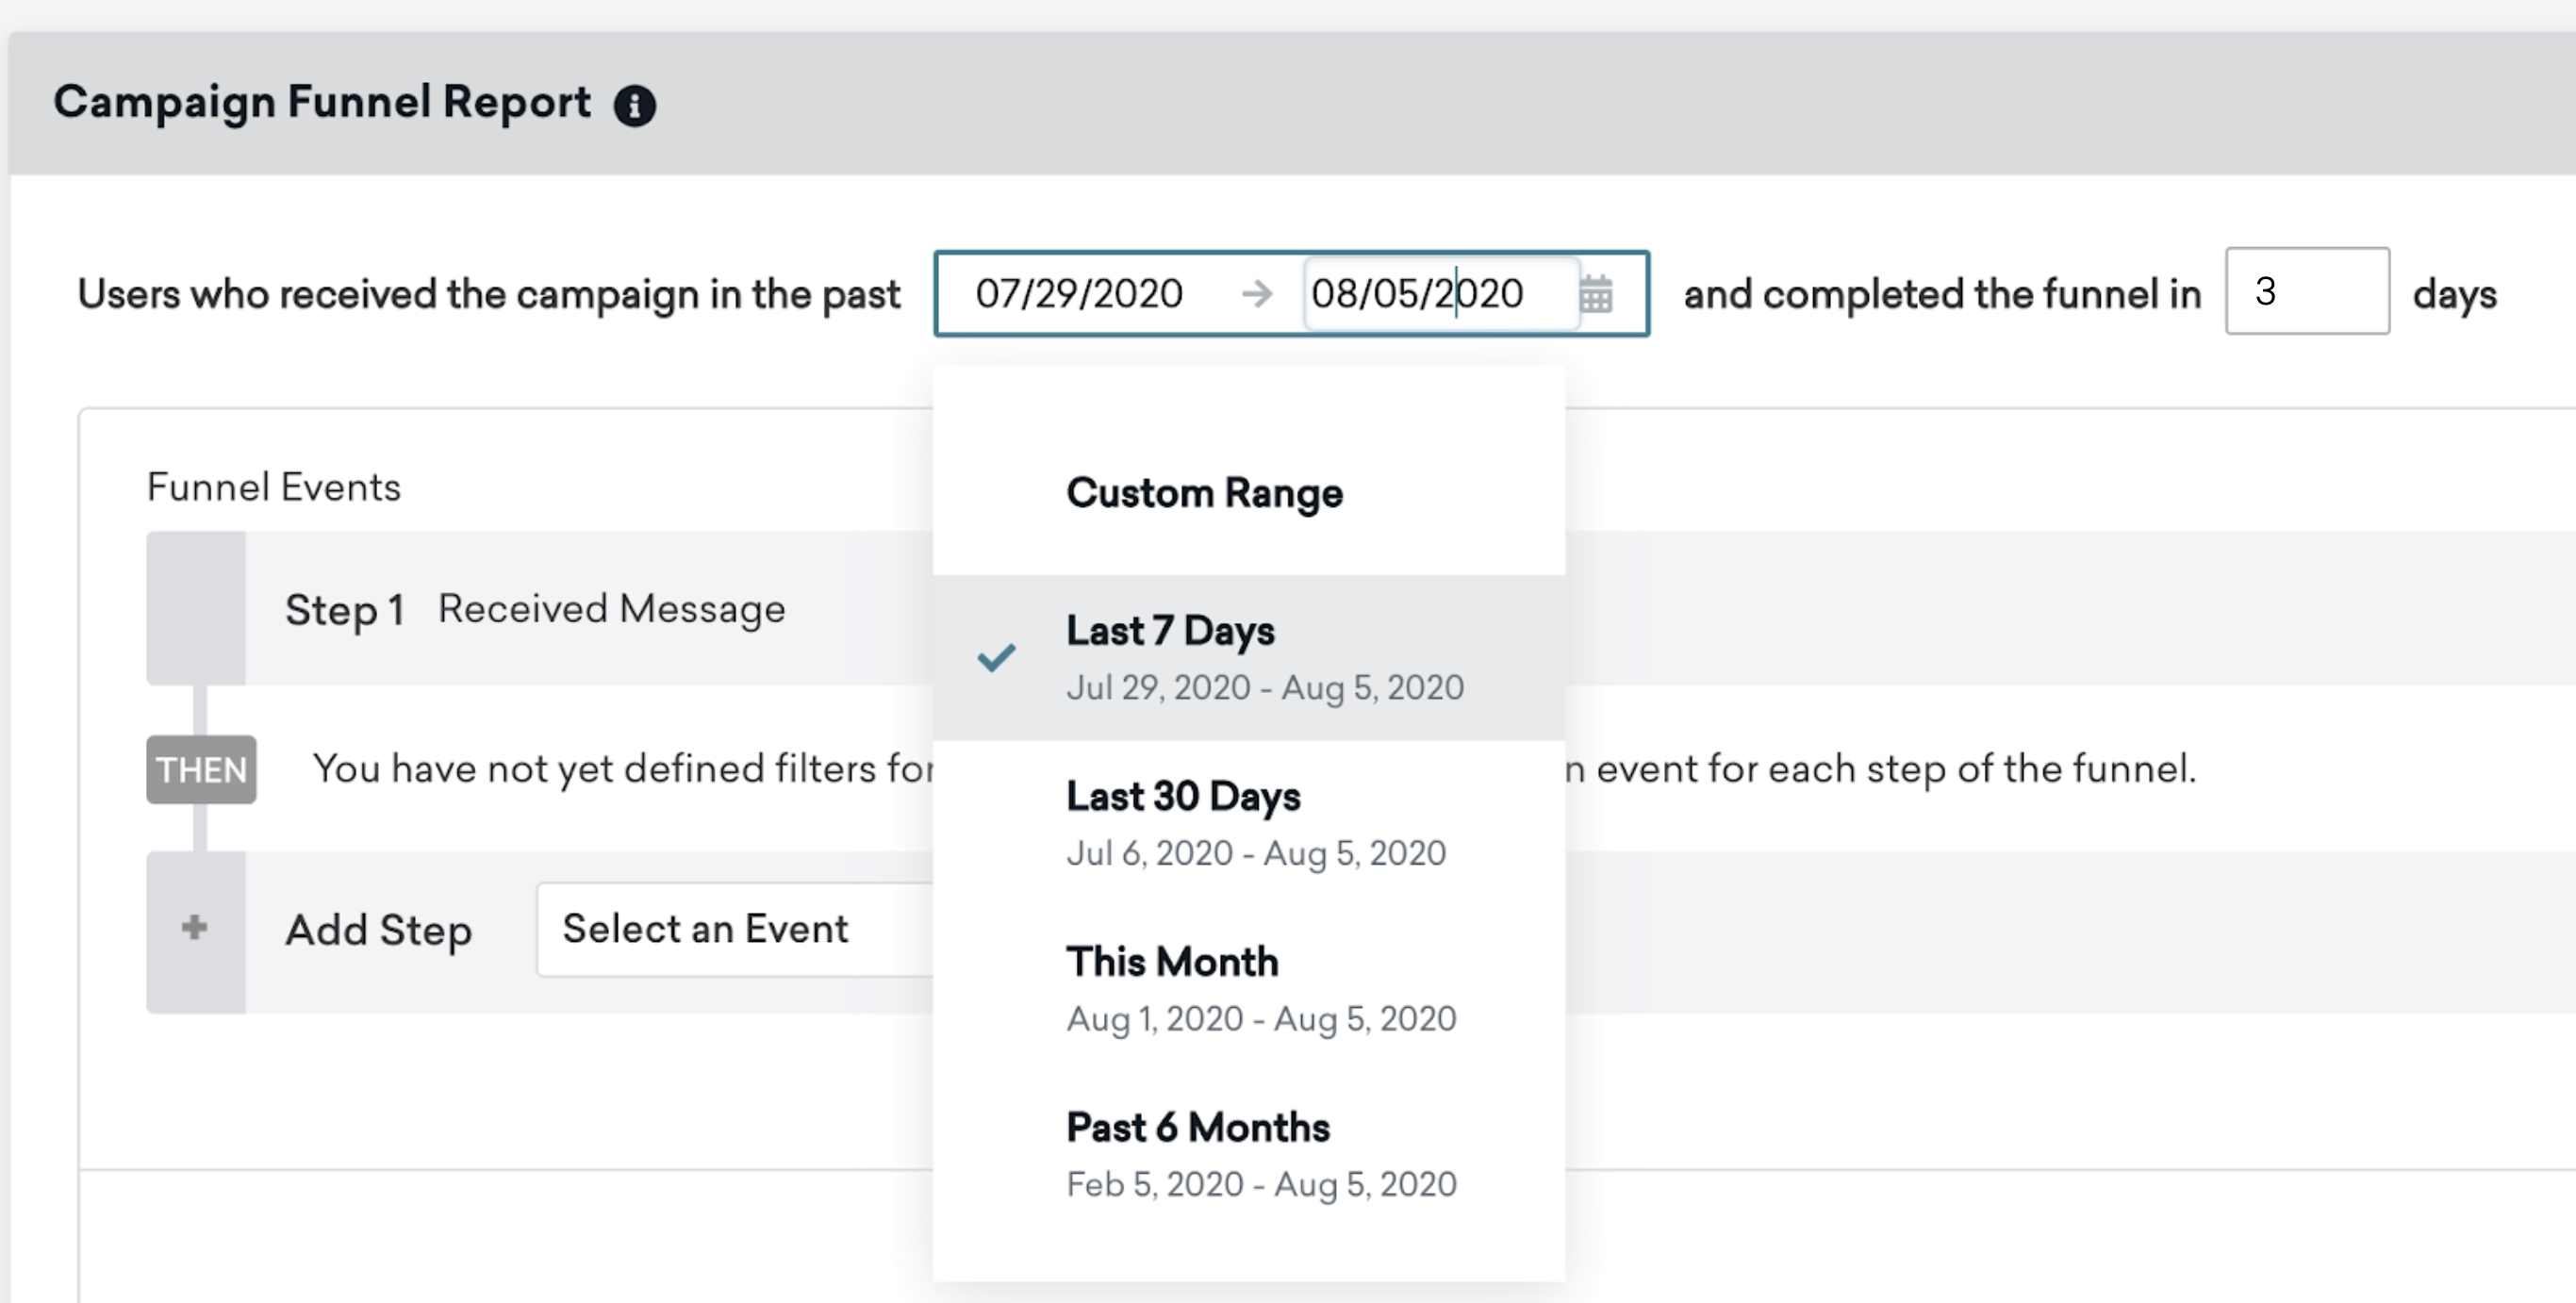 Campaign Funnel Report
Users who received the campaign in the past 07/29/2020 → 08/05/2020 and completed the funnel in 3 days
Custom Range
Funnel Events
Last 7 Days
Step 1 Received Message
Jul 29, 2020 - Aug 5, 2020
THEN You have not yet defined filters for n event for each step of the funnel.
Last 30 Days
Jul 6, 2020 - Aug 5, 2020
+ Add Step Select an Event
This Month
Aug 1, 2020 - Aug 5, 2020
Past 6 Months
Feb 5, 2020 - Aug 5, 2020